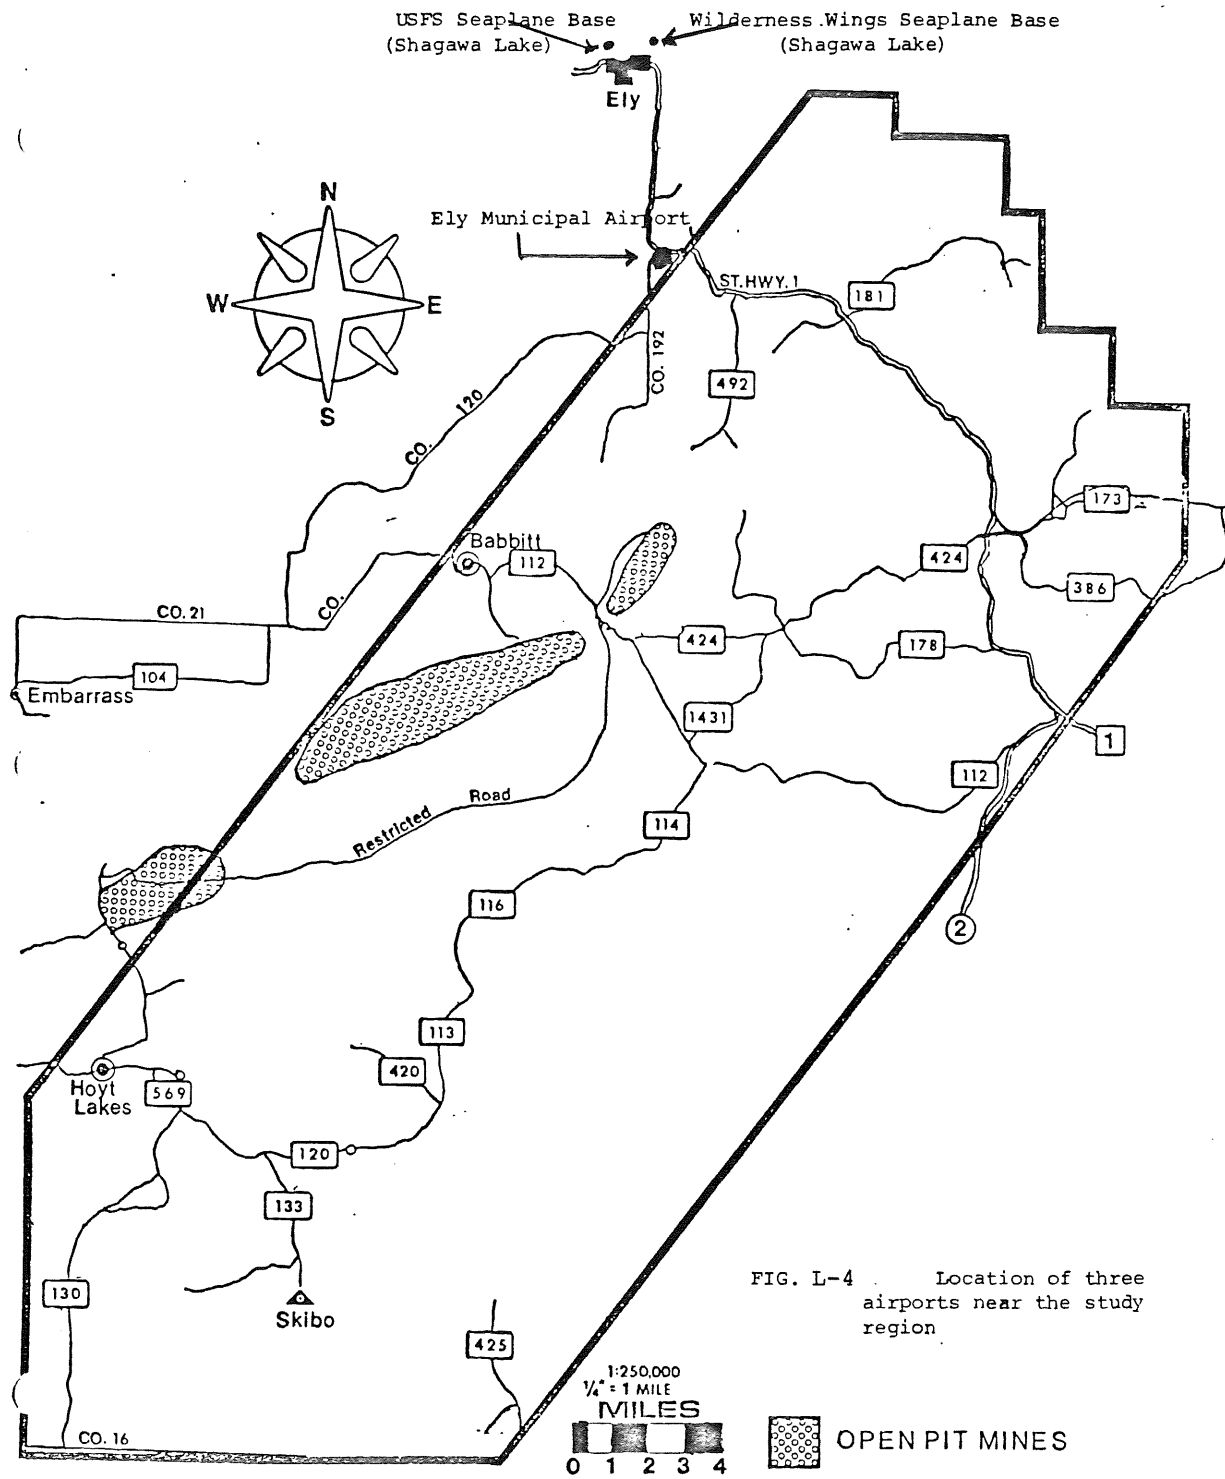 USFS Seaplane Base
(Shagawa Lake)
Wilderness Wings Seaplane Base
(Shagawa Lake)
Ely
N
W
E
S
Ely Municipal Airport
ST. HWY. 1
181
CO. 192
492
CO. 120
173
Babbitt
112
424
386
CO. 21
CO.
424
178
104
Embarrass
1431
1
112
Restricted Road
114
116
2
113
420
Hoyt
Lakes
569
120
133
130
Skibo
FIG. L-4 Location of three
airports near the study
region
425
1:250,000
1/4" = 1 MILE
MILES
0 1 2 3 4
OPEN PIT MINES
CO. 16